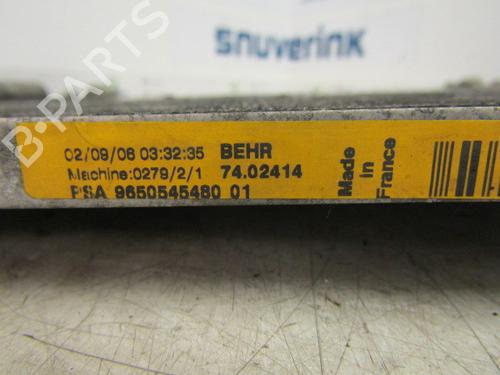 snuverink
B-PARTS
02/09/08 03:32:35 BEHR
Machine:0279/2/1 74.02414
PSA 9650545480 01
Made
in
France